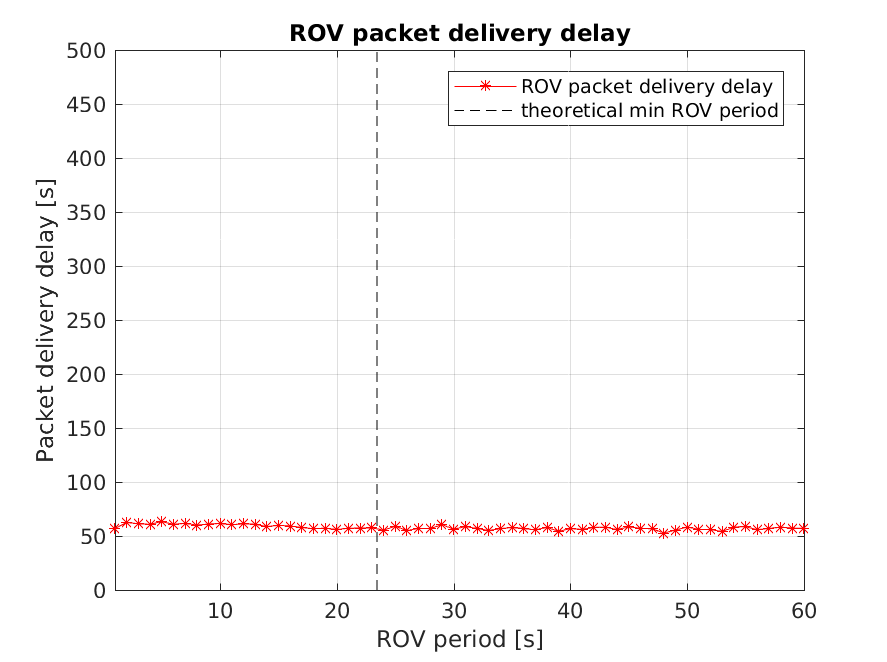 ROV packet delivery delay
500
450
400
350
300
250
200
150
100
50
0
Packet delivery delay [s]
ROV packet delivery delay
theoretical min ROV period
10 20 30 40 50 60
ROV period [s]